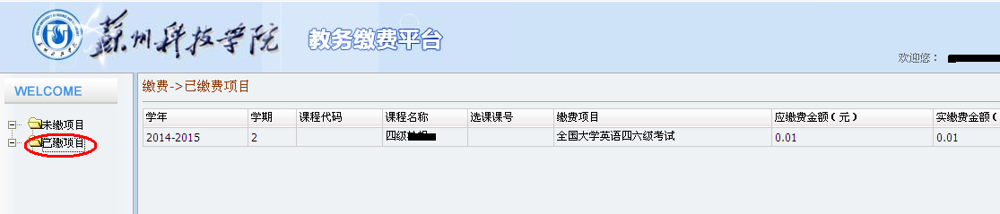 蘇州科技学院
教务缴费平台
欢迎您：
WELCOME
缴费->已缴费项目
未缴项目
已缴项目
学年 学期 课程代码 课程名称 选课课号 缴费项目 应缴费金额（元） 实缴费金额（
2014-2015 2 四级 全国大学英语四六级考试 0.01 0.01